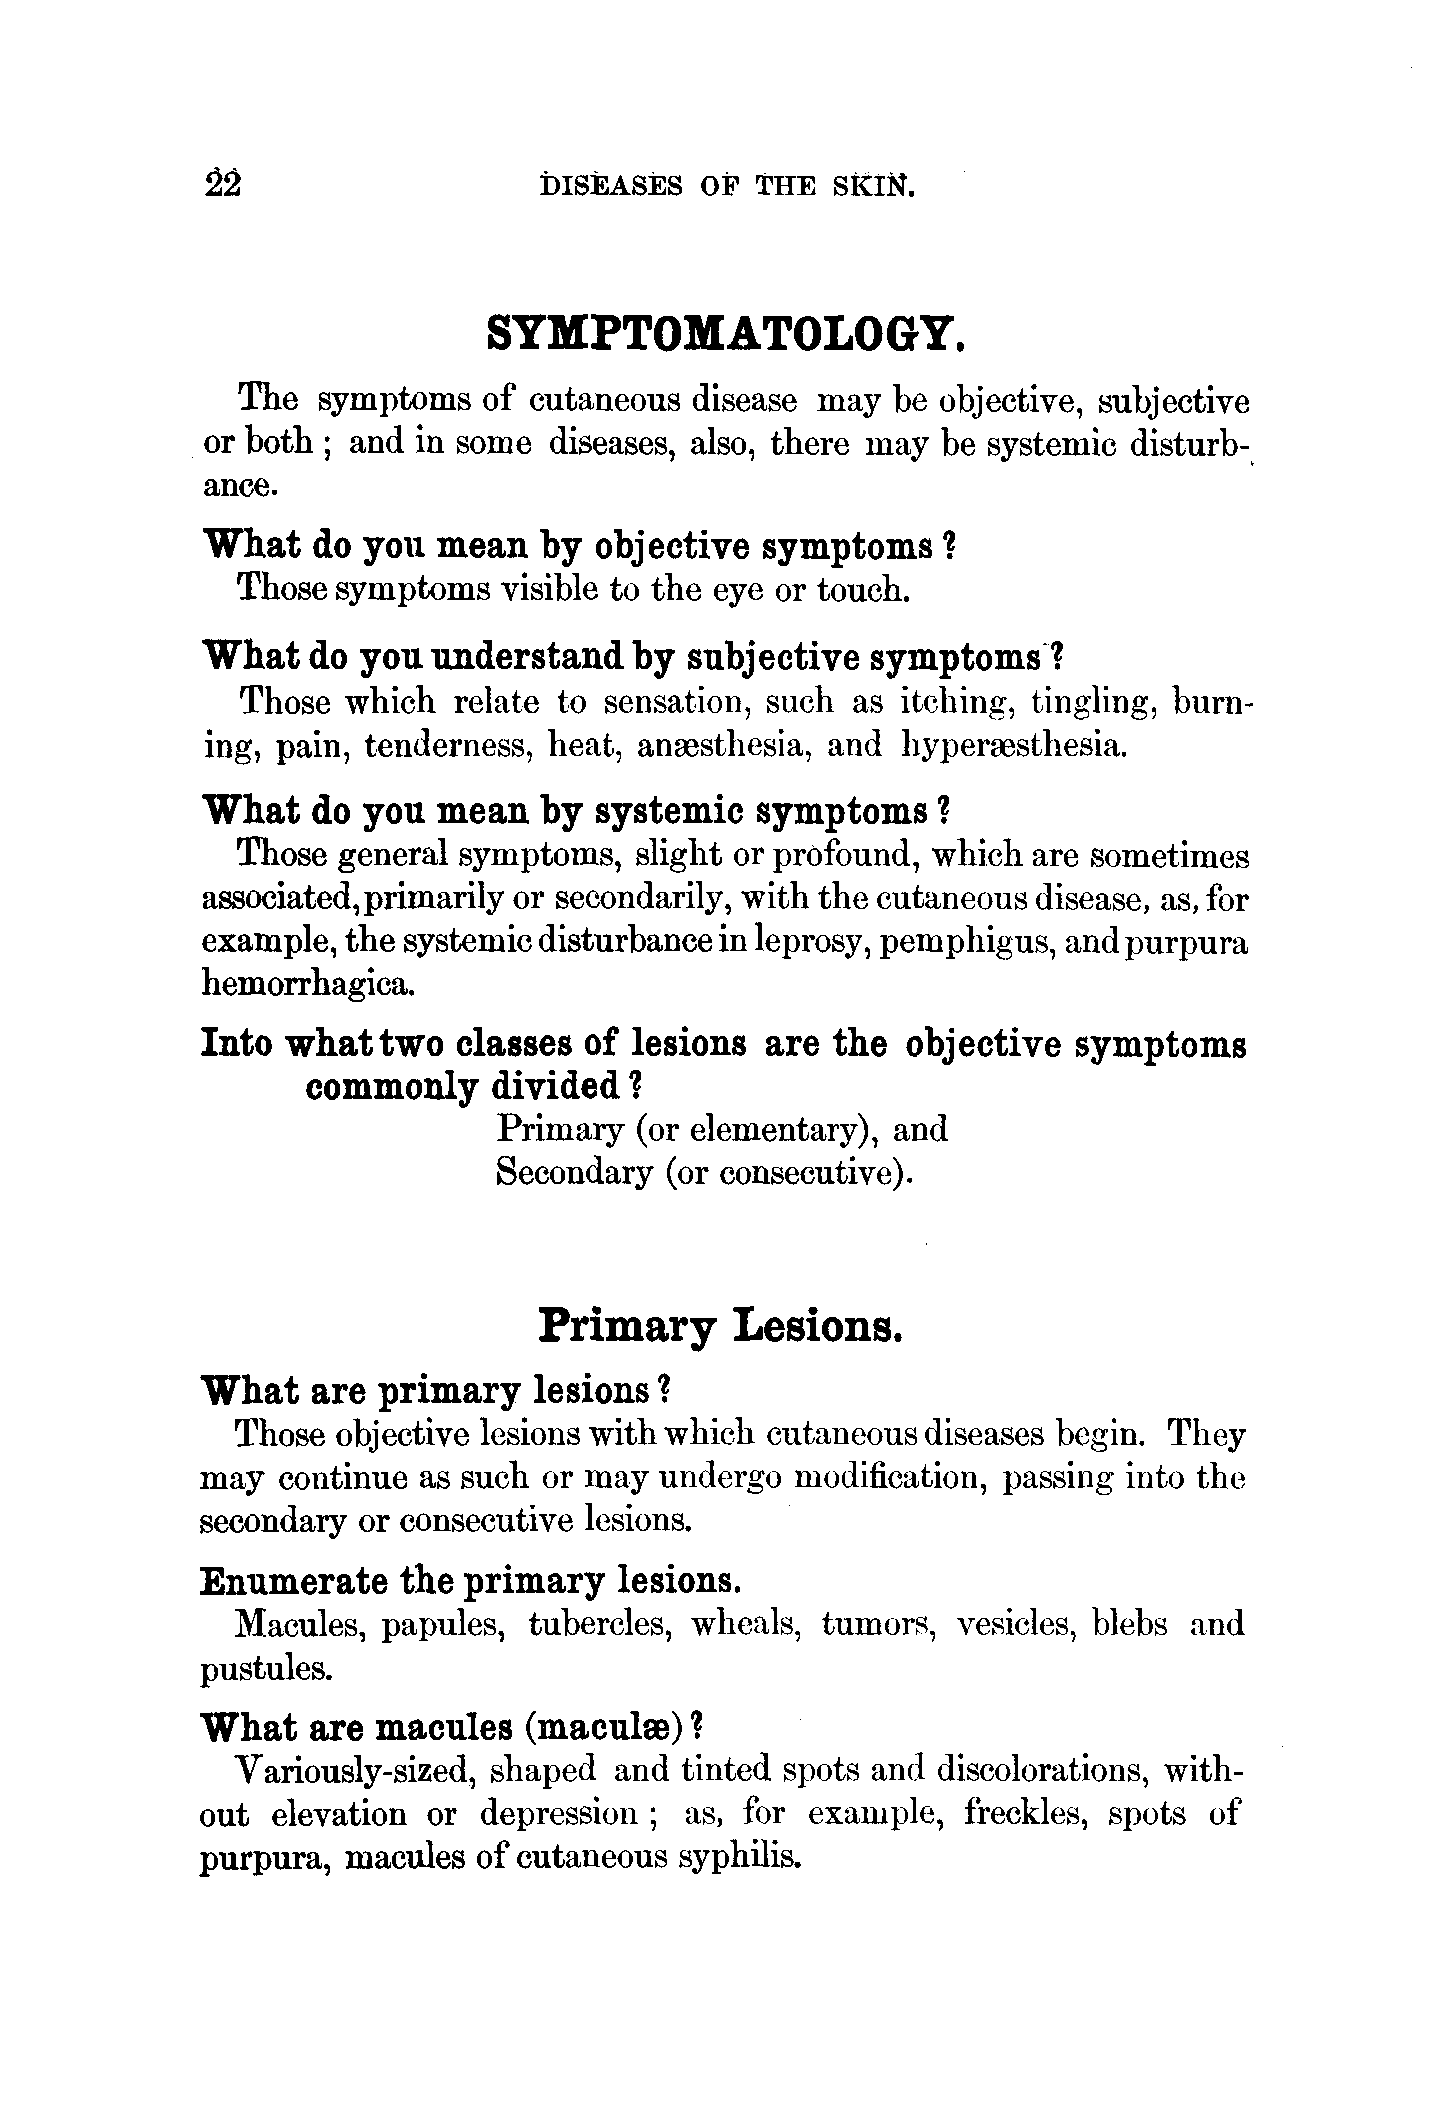 22 DISEASES OF THE SKIN.
SYMPTOMATOLOGY.
The symptoms of cutaneous disease may be objective, subjective
or both ; and in some diseases, also, there may be systemic disturb-
ance.
What do you mean by objective symptoms ?
Those symptoms visible to the eye or touch.
What do you understand by subjective symptoms ?
Those which relate to sensation, such as itching, tingling, burn-
ing, pain, tenderness, heat, anæsthesia, and hyperæsthesia.
What do you mean by systemic symptoms ?
Those general symptoms, slight or profound, which are sometimes
associated, primarily or secondarily, with the cutaneous disease, as, for
example, the systemic disturbance in leprosy, pemphigus, and purpura
hemorrhagica.
Into what two classes of lesions are the objective symptoms
commonly divided ?
Primary (or elementary), and
Secondary (or consecutive).
Primary Lesions.
What are primary lesions ?
Those objective lesions with which cutaneous diseases begin. They
may continue as such or may undergo modification, passing into the
secondary or consecutive lesions.
Enumerate the primary lesions.
Macules, papules, tubercles, wheals, tumors, vesicles, blebs and
pustules.
What are macules (maculæ) ?
Variously-sized, shaped and tinted spots and discolorations, with-
out elevation or depression ; as, for example, freckles, spots of
purpura, macules of cutaneous syphilis.